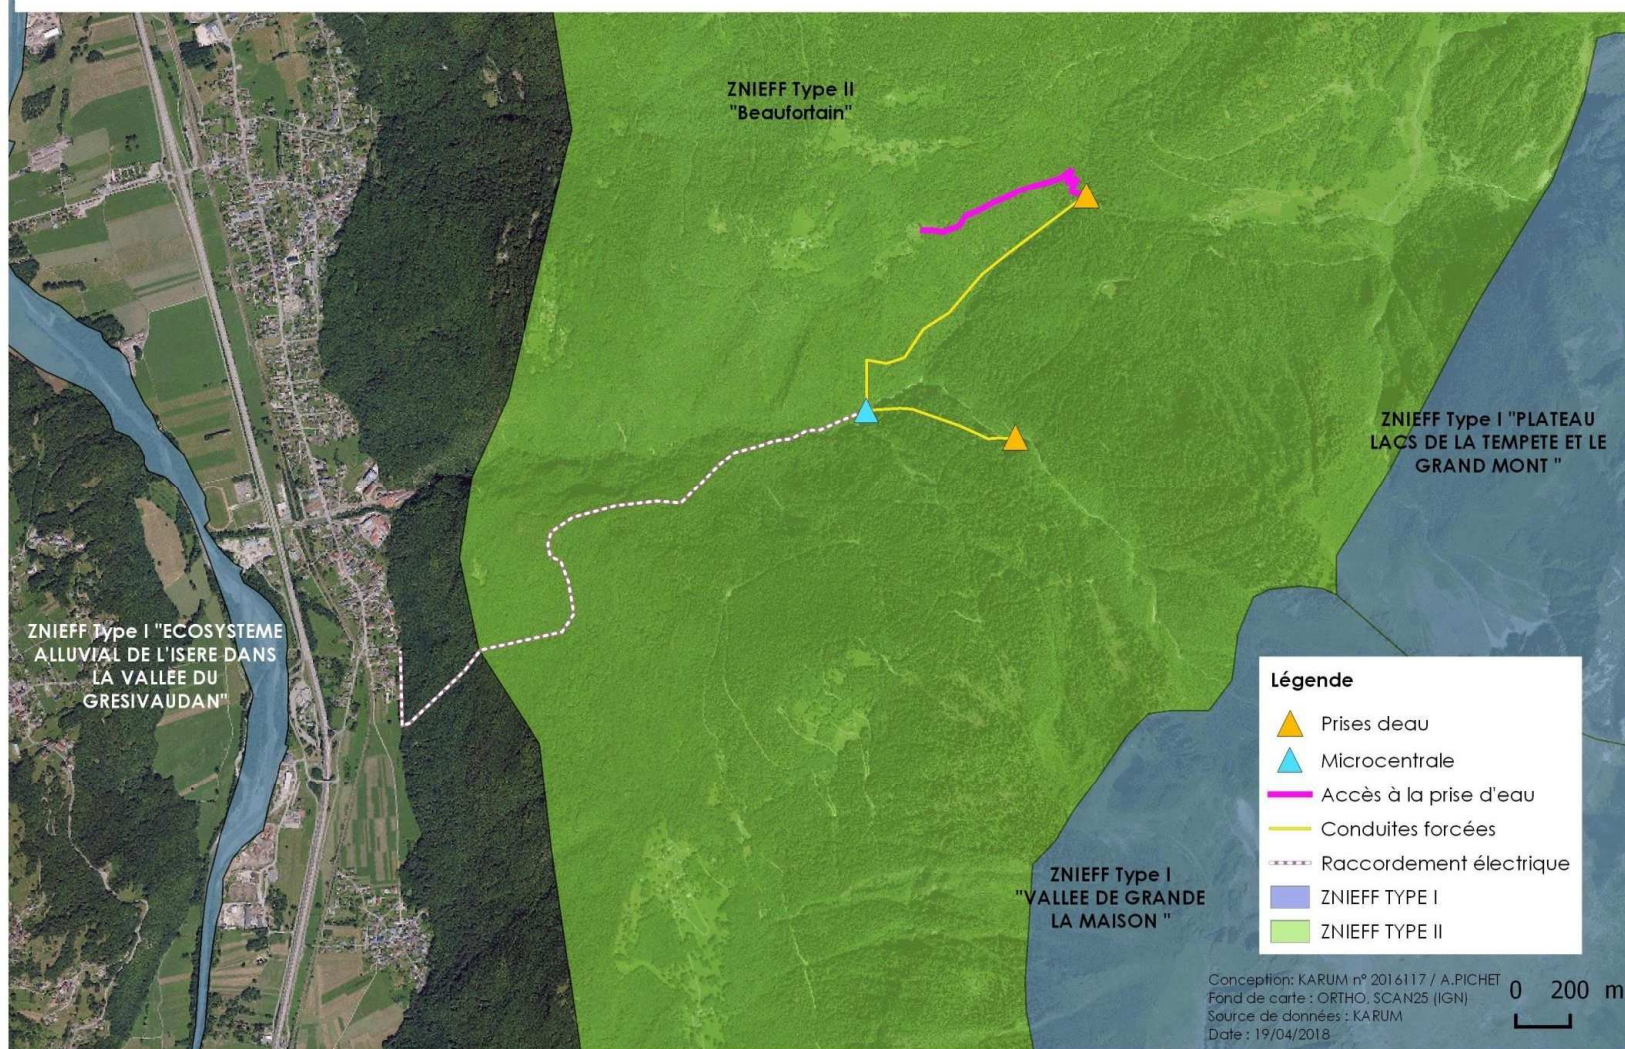 ZNIEFF Type II
"Beaufortain"
ZNIEFF Type I "PLATEAU
LACS DE LA TEMPETE ET LE
GRAND MONT "
ZNIEFF Type I "ECOSYSTEME
ALLUVIAL DE L'ISERE DANS
LA VALLEE DU
GRESIVAUDAN"
ZNIEFF Type I
"VALLEE DE GRANDE
LA MAISON "
Légende
Prises deau
Microcentrale
Accès à la prise d'eau
Conduites forcées
Raccordement électrique
ZNIEFF TYPE I
ZNIEFF TYPE II
Conception: KARUM n° 2016117 / A.PICHET
Fond de carte : ORTHO, SCAN25 (IGN)
Source de données : KARUM
Date : 19/04/2018
0 200 m